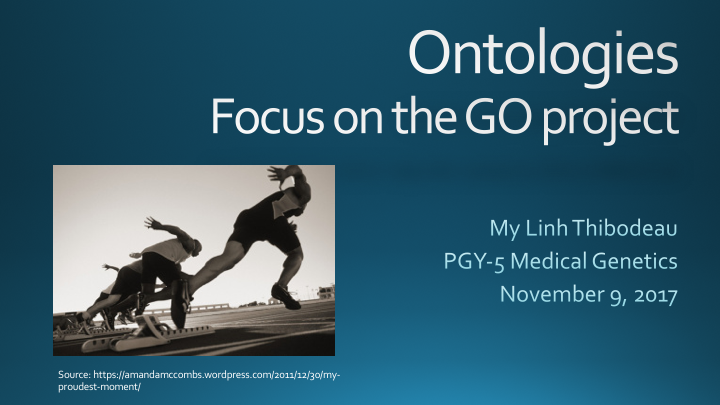 Ontologies
Focus on the GO project
My Linh Thibodeau
PGY-5 Medical Genetics
November 9, 2017
Source: https://amandamccombs.wordpress.com/2011/12/30/my-
proudest-moment/